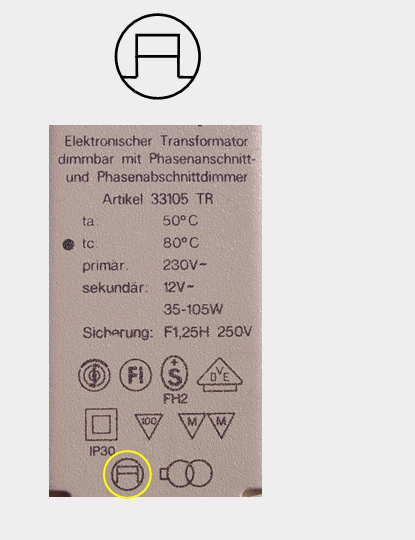 Elektronischer Transformator
dimmbar mit Phasenanschnitt-
und Phasenabschnittdimmer
Artikel 33105 TR
ta: 50°C
tc: 80°C
primär: 230V~
sekundär: 12V~
35-105W
Sicherung: F1,25H 250V
FI
+
S
DVE
FH2
100
M M
IP30